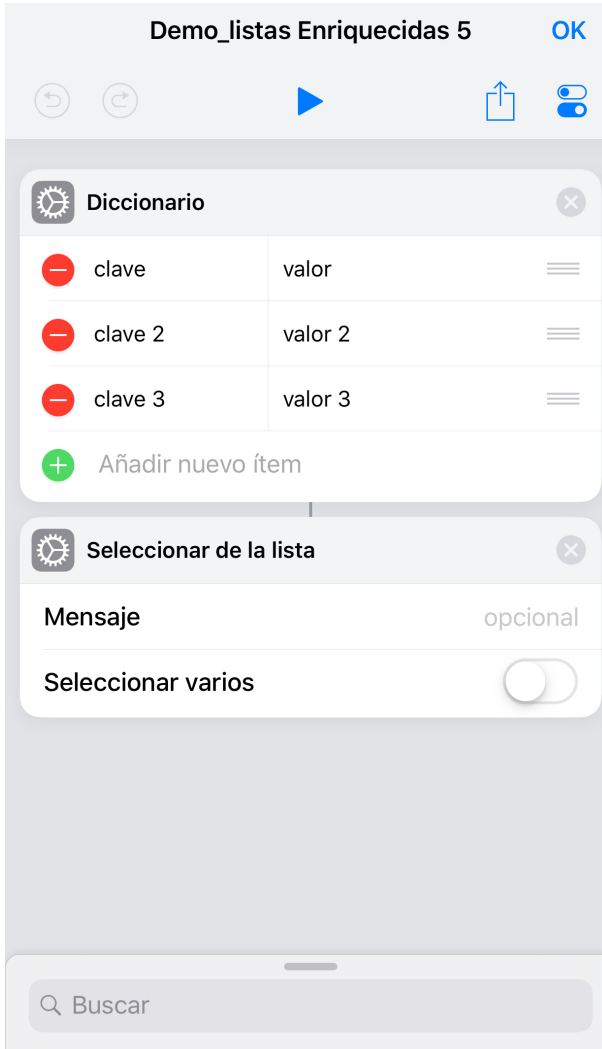 Demo_listas Enriquecidas 5 OK
Diccionario
clave valor
clave 2 valor 2
clave 3 valor 3
Añadir nuevo ítem
Seleccionar de la lista
Mensaje opcional
Seleccionar varios
Buscar